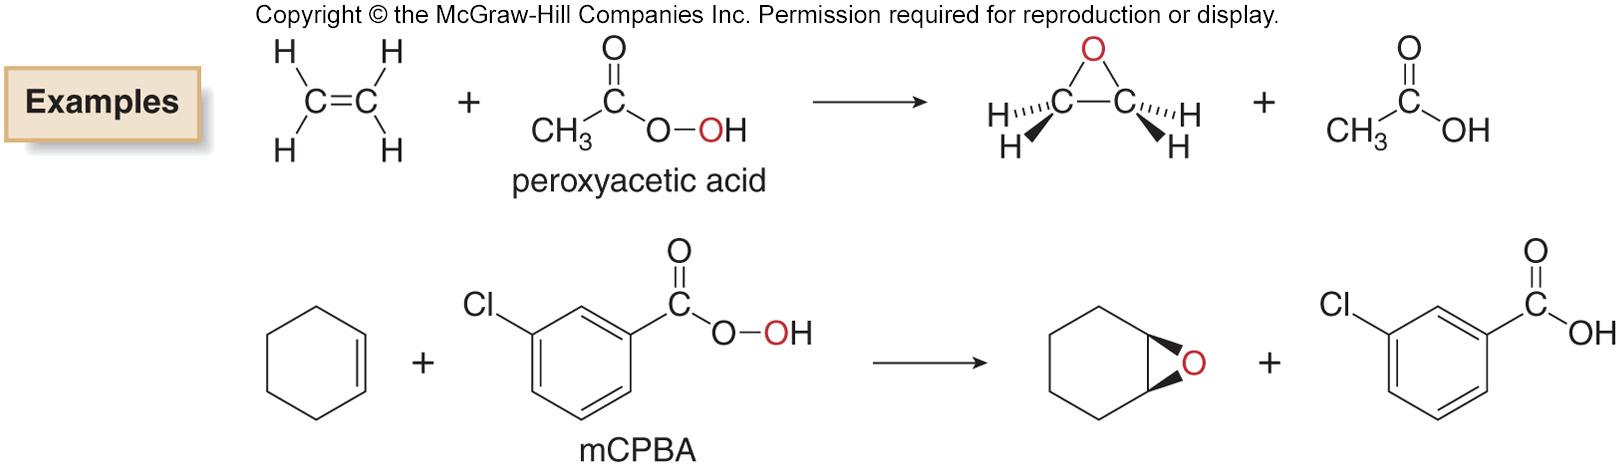 Copyright © the McGraw-Hill Companies Inc. Permission required for reproduction or display.
Examples
H H O O O
C=C + C → C C + C
H H CH₃ O–OH H H H H CH₃ OH
peroxyacetic acid
O O
Cl C Cl C
O–OH OH
+ → O +
mCPBA